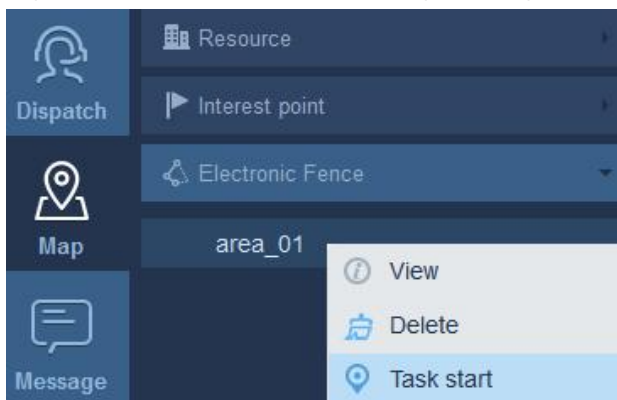 Dispatch
Map
Message
Resource
Interest point
Electronic Fence
area_01
View
Delete
Task start